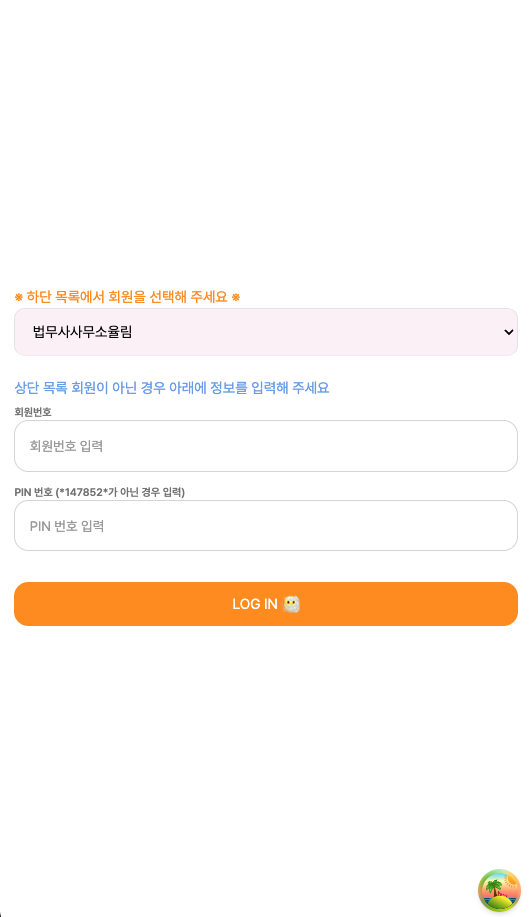 ※ 하단 목록에서 회원을 선택해 주세요 ※
법무사사무소율림
상단 목록 회원이 아닌 경우 아래에 정보를 입력해 주세요
회원번호
회원번호 입력
PIN 번호 (*147852*가 아닌 경우 입력)
PIN 번호 입력
LOG IN